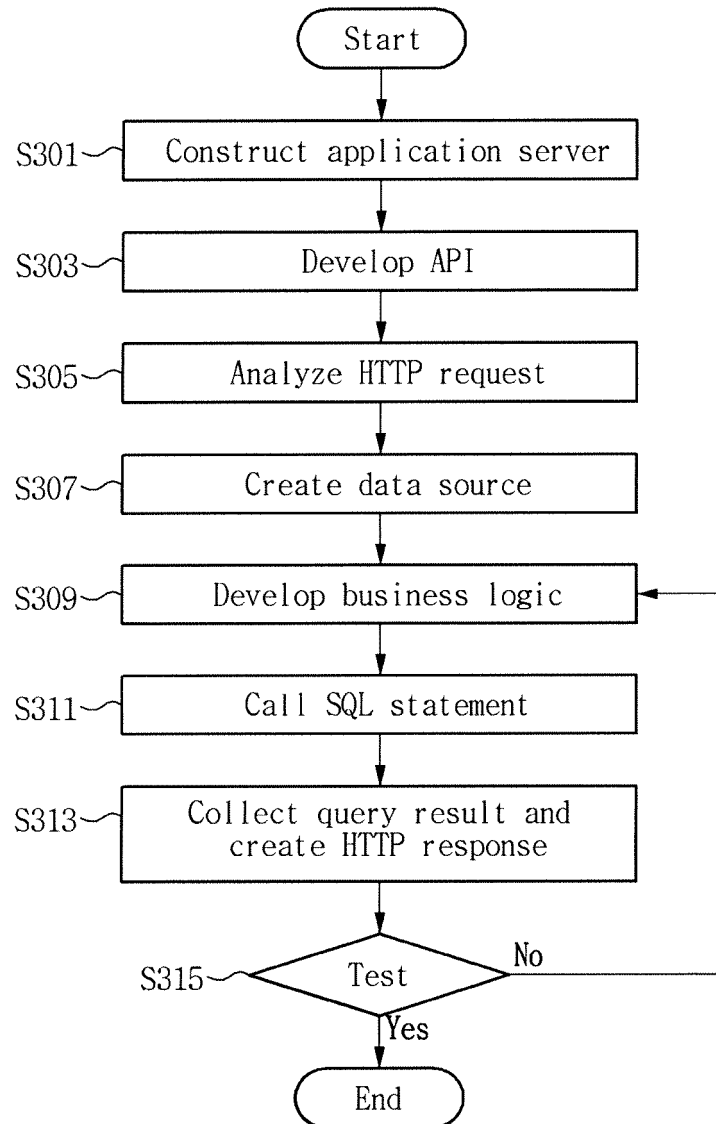 Start
S301 Construct application server
S303 Develop API
S305 Analyze HTTP request
S307 Create data source
S309 Develop business logic
S311 Call SQL statement
S313 Collect query result and
create HTTP response
S315 Test No
Yes
End